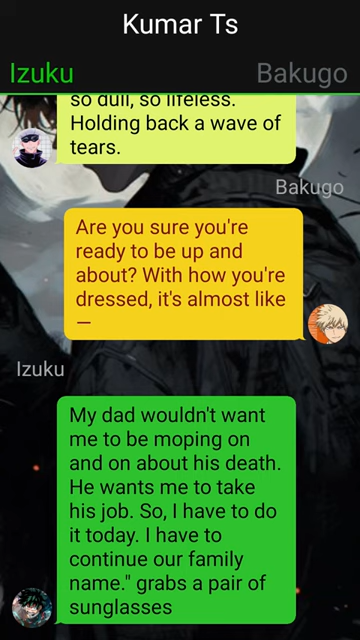 Kumar Ts
Izuku
Bakugo
so dull, so lifeless.
Holding back a wave of
tears.
Bakugo
Are you sure you're
ready to be up and
about? With how you're
dressed, it's almost like
—
Izuku
My dad wouldn't want
me to be moping on
and on about his death.
He wants me to take
his job. So, I have to do
it today. I have to
continue our family
name." grabs a pair of
sunglasses